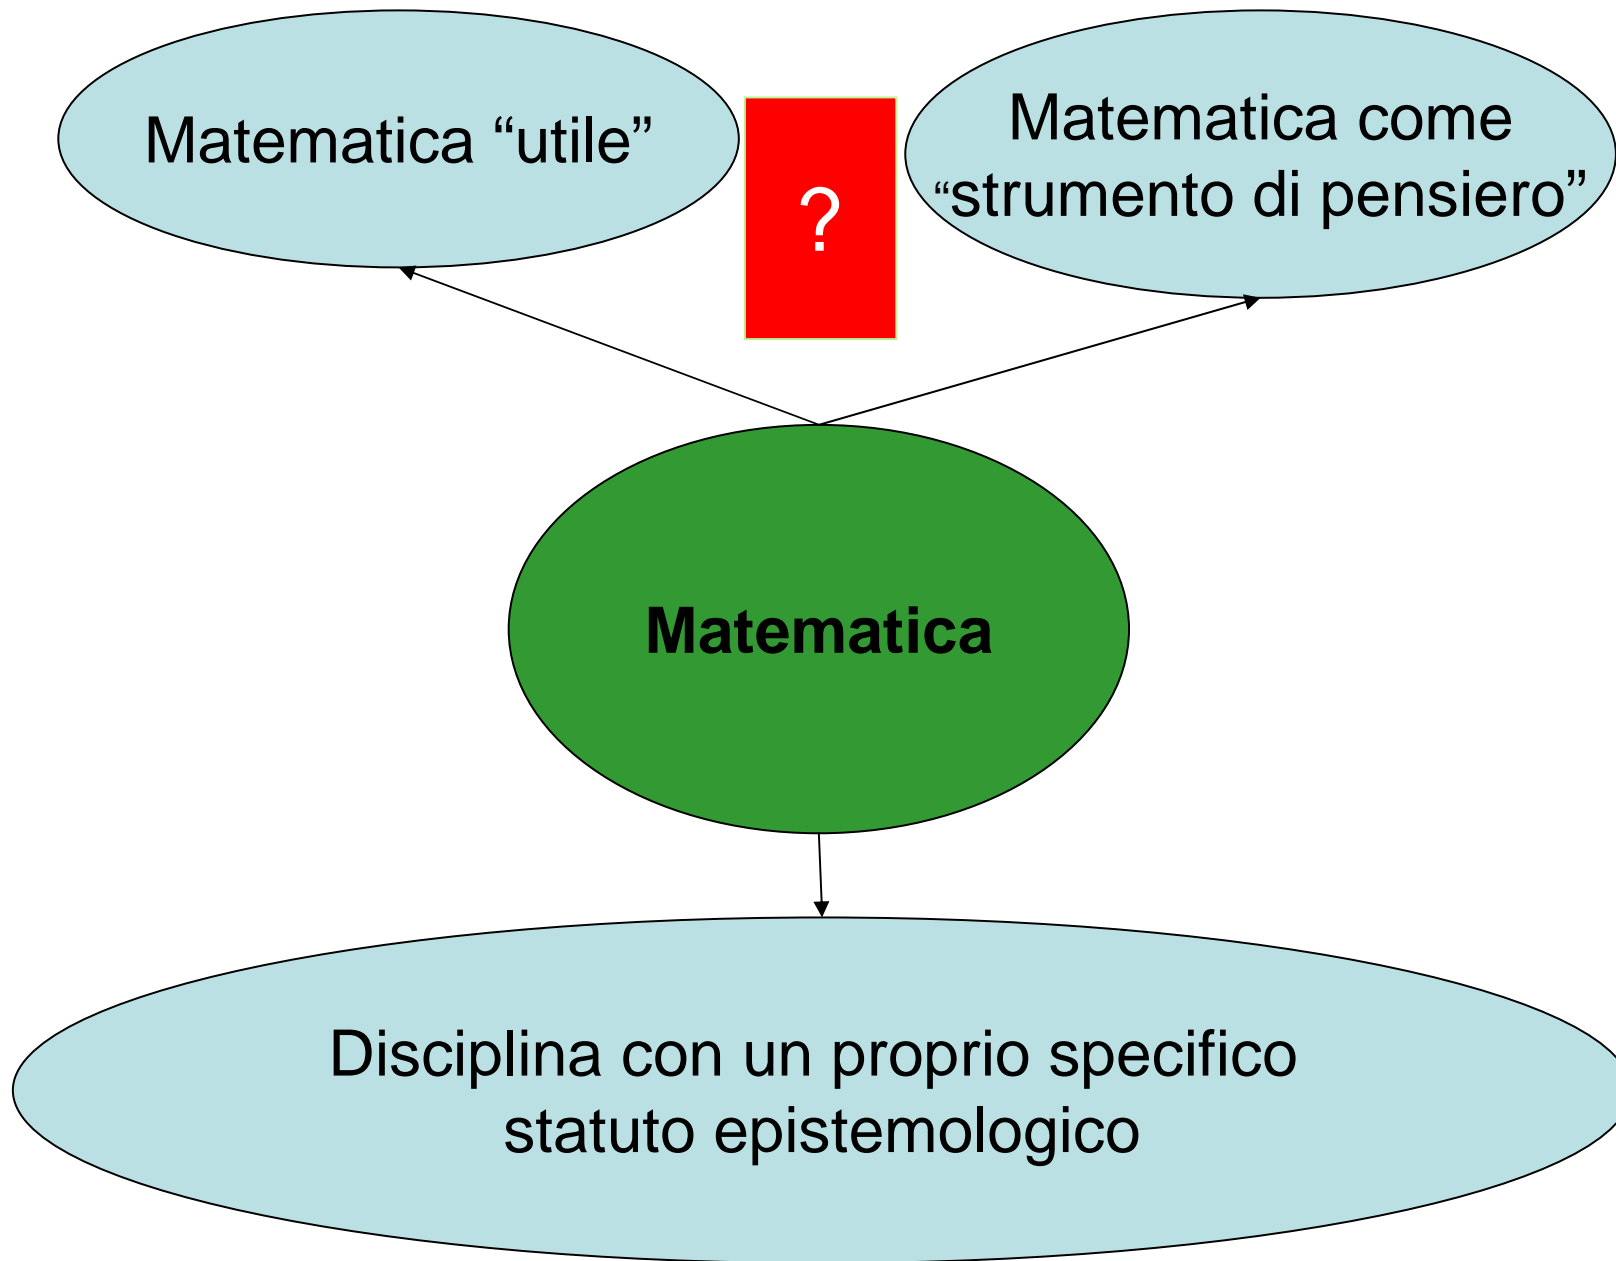 Matematica “utile”
?
Matematica come
“strumento di pensiero”
Matematica
Disciplina con un proprio specifico
statuto epistemologico